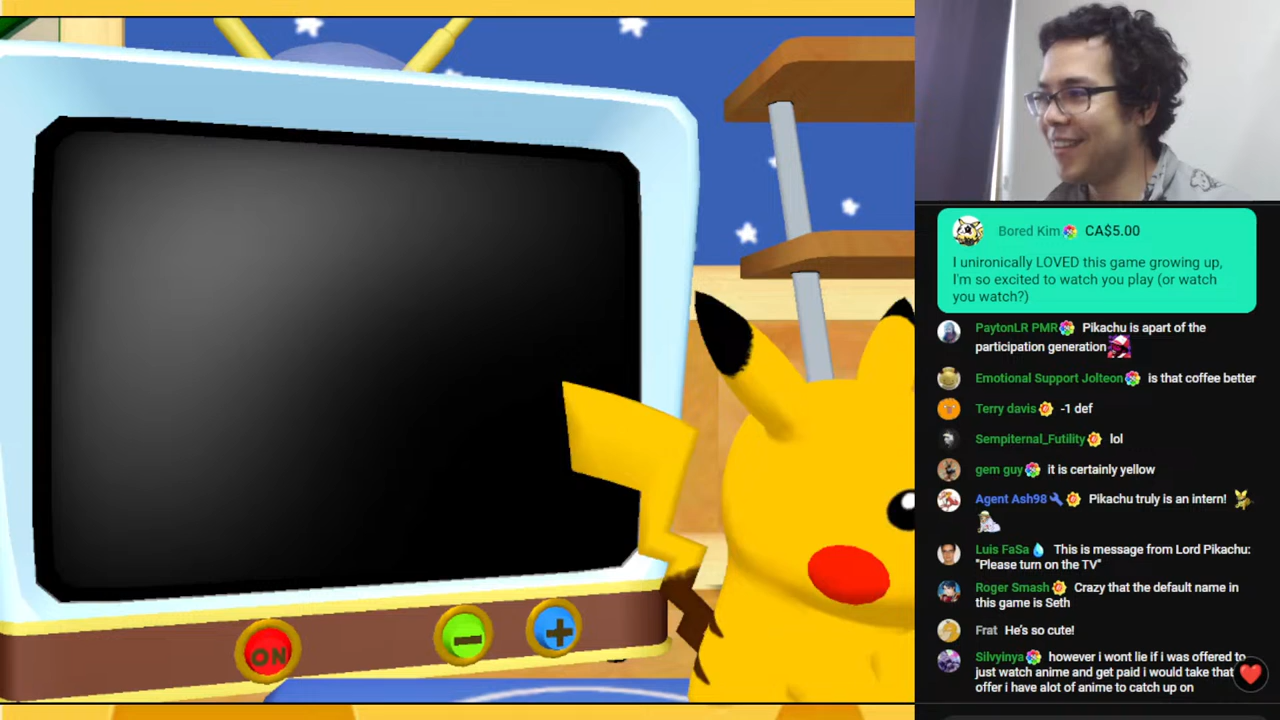 ON
Bored Kim CA$5.00
I unironically LOVED this game growing up,
I'm so excited to watch you play (or watch
you watch?)
PaytonLR PMR Pikachu is apart of the
participation generation
Emotional Support Jolteon is that coffee better
Terry davis -1 def
Sempiternal_Futility lol
gem guy it is certainly yellow
Agent Ash98 Pikachu truly is an intern!
Luis FaSa This is message from Lord Pikachu:
"Please turn on the TV"
Roger Smash Crazy that the default name in
this game is Seth
Frat He's so cute!
Silvyinya however i wont lie if i was offered to
just watch anime and get paid i would take that
offer i have alot of anime to catch up on